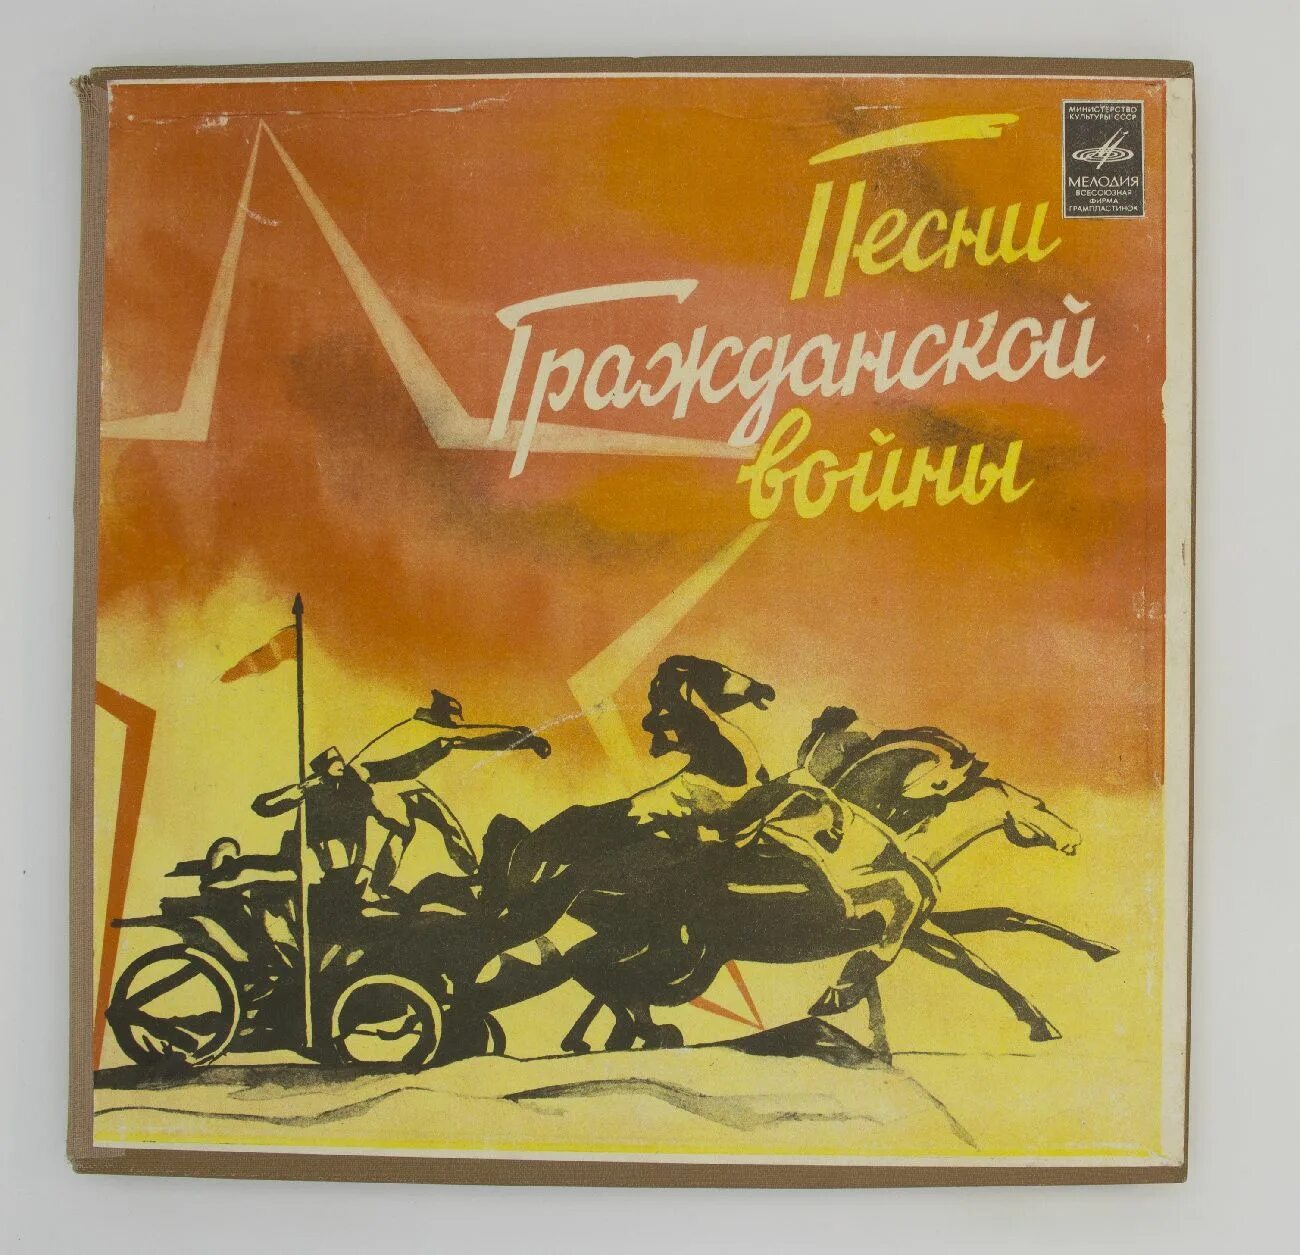 МИНИСТЕРСТВО
КУЛЬТУРЫ СССР
МЕЛОДИЯ
ВСЕСОЮЗНАЯ
ФИРМА
ГРАМПЛАСТИНОК
Песни
Гражданской
войны